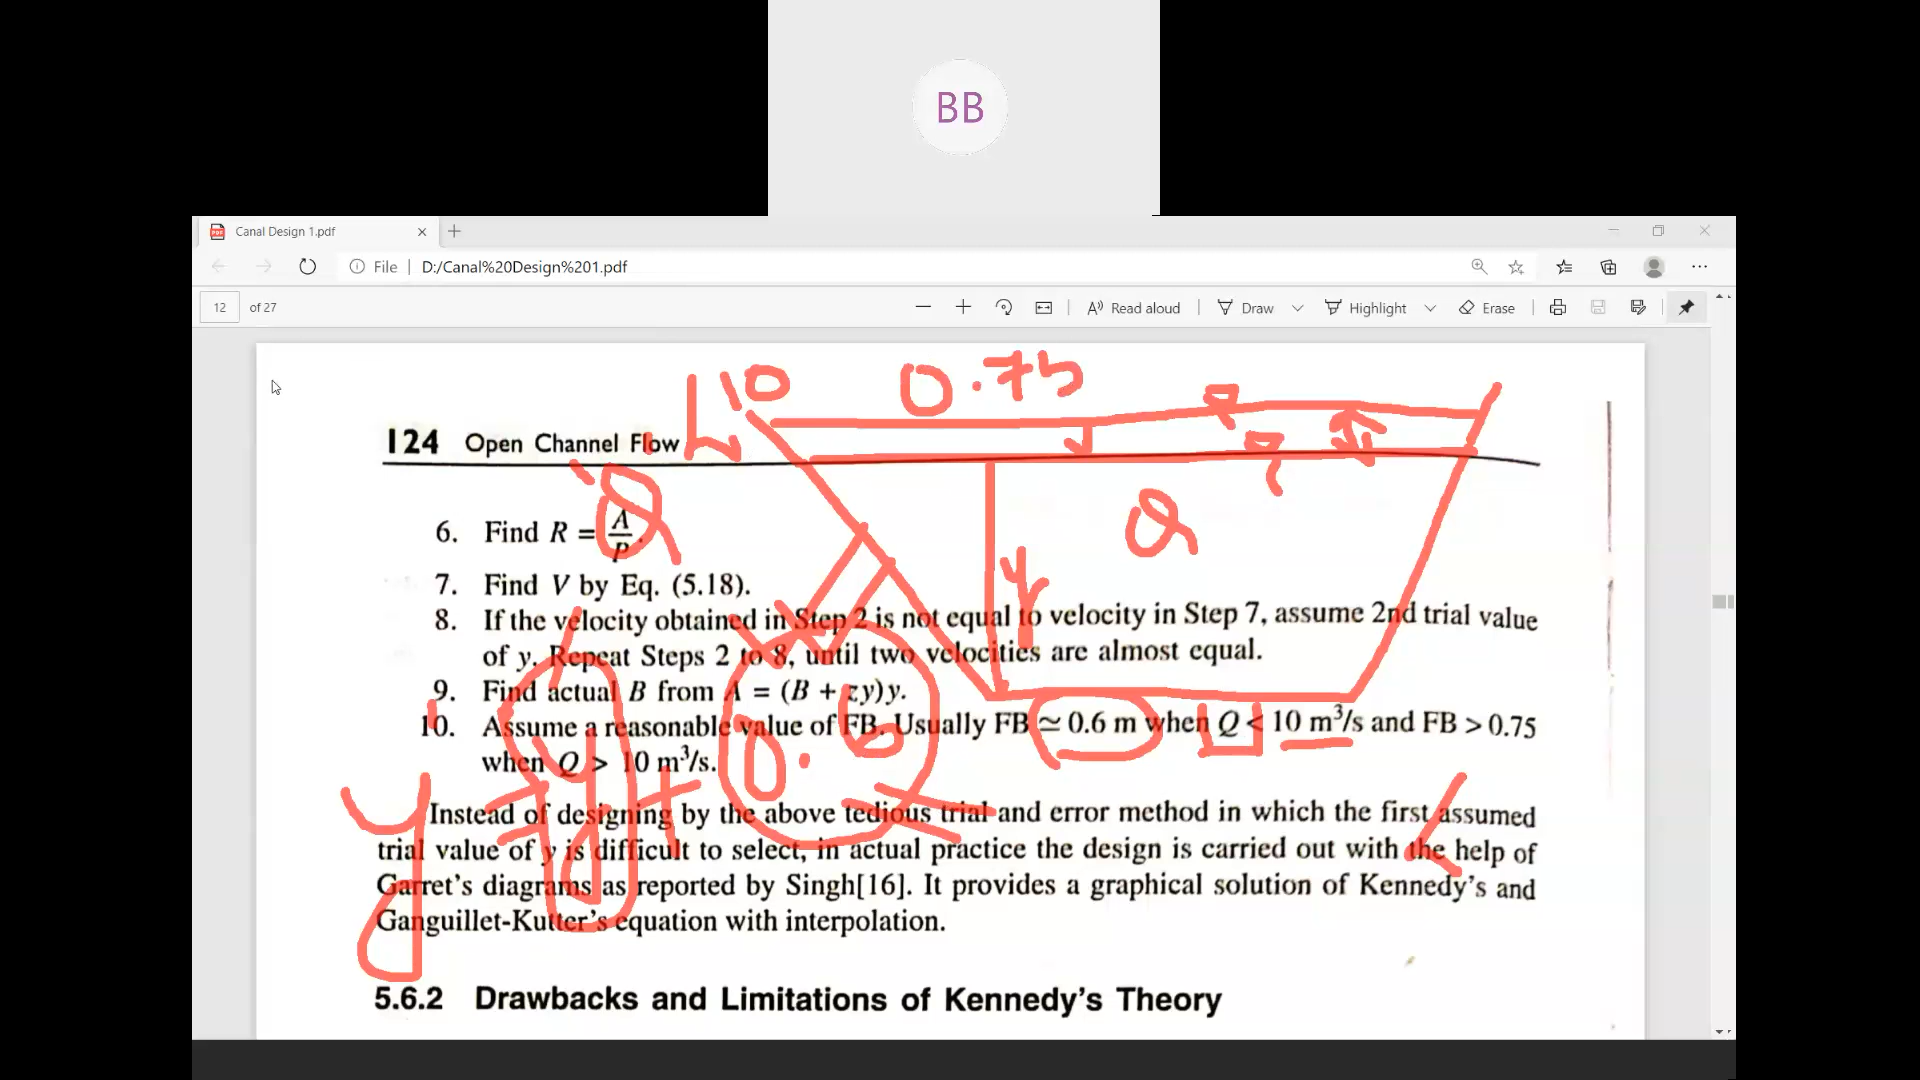 BB
Canal Design 1.pdf
File D:/Canal%20Design%201.pdf
12 of 27 Read aloud Draw Highlight Erase
10 0.75
124 Open Channel Flow
Q Q
6. Find R = A/P.
y
7. Find V by Eq. (5.18).
8. If the velocity obtained in Step 2 is not equal to velocity in Step 7, assume 2nd trial value
of y. Repeat Steps 2 to 8, until two velocities are almost equal.
9. Find actual B from A = (B + zy)y.
10. Assume a reasonable value of FB. Usually FB ≃ 0.6 m when Q < 10 m³/s and FB > 0.75
when Q > 10 m³/s.
y = y + 0.6
Instead of designing by the above tedious trial and error method in which the first assumed
trial value of y is difficult to select, in actual practice the design is carried out with the help of
Garret's diagrams as reported by Singh[16]. It provides a graphical solution of Kennedy's and
Ganguillet-Kutter's equation with interpolation.
5.6.2 Drawbacks and Limitations of Kennedy's Theory